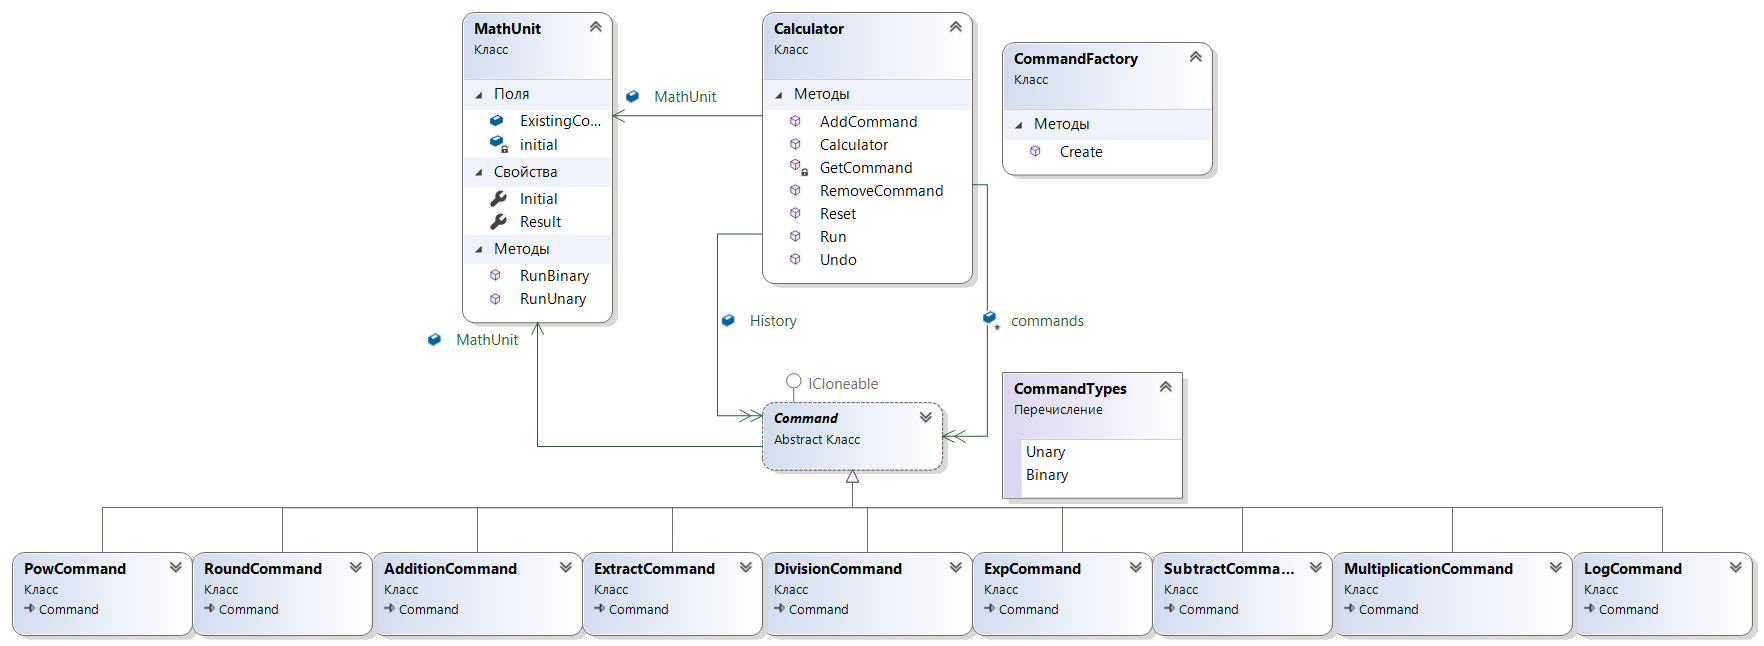 MathUnit
Класс
Поля
ExistingCo...
initial
Свойства
Initial
Result
Методы
RunBinary
RunUnary
MathUnit
Calculator
Класс
Методы
AddCommand
Calculator
GetCommand
RemoveCommand
Reset
Run
Undo
CommandFactory
Класс
Методы
Create
MathUnit
History
commands
ICloneable
Command
Abstract Класс
CommandTypes
Перечисление
Unary
Binary
PowCommand
Класс
Command
RoundCommand
Класс
Command
AdditionCommand
Класс
Command
ExtractCommand
Класс
Command
DivisionCommand
Класс
Command
ExpCommand
Класс
Command
SubtractComma...
Класс
Command
MultiplicationCommand
Класс
Command
LogCommand
Класс
Command